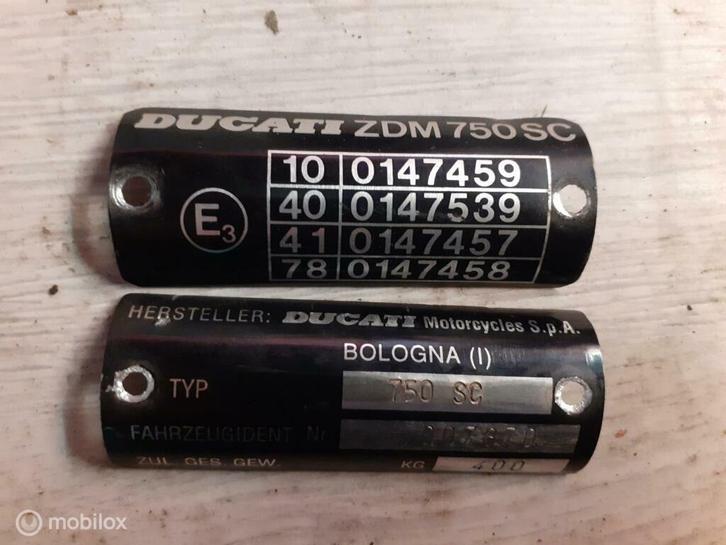 DUCATI ZDM 750 SC
10 0147459
40 0147539
E3
41 0147457
78 0147458
HERSTELLER: DUCATI Motorcycles S.p.A.
BOLOGNA (I)
TYP 750 SC
FAHRZEUGIDENT Nr
ZUL. GES. GEW. KG 400
mobilox